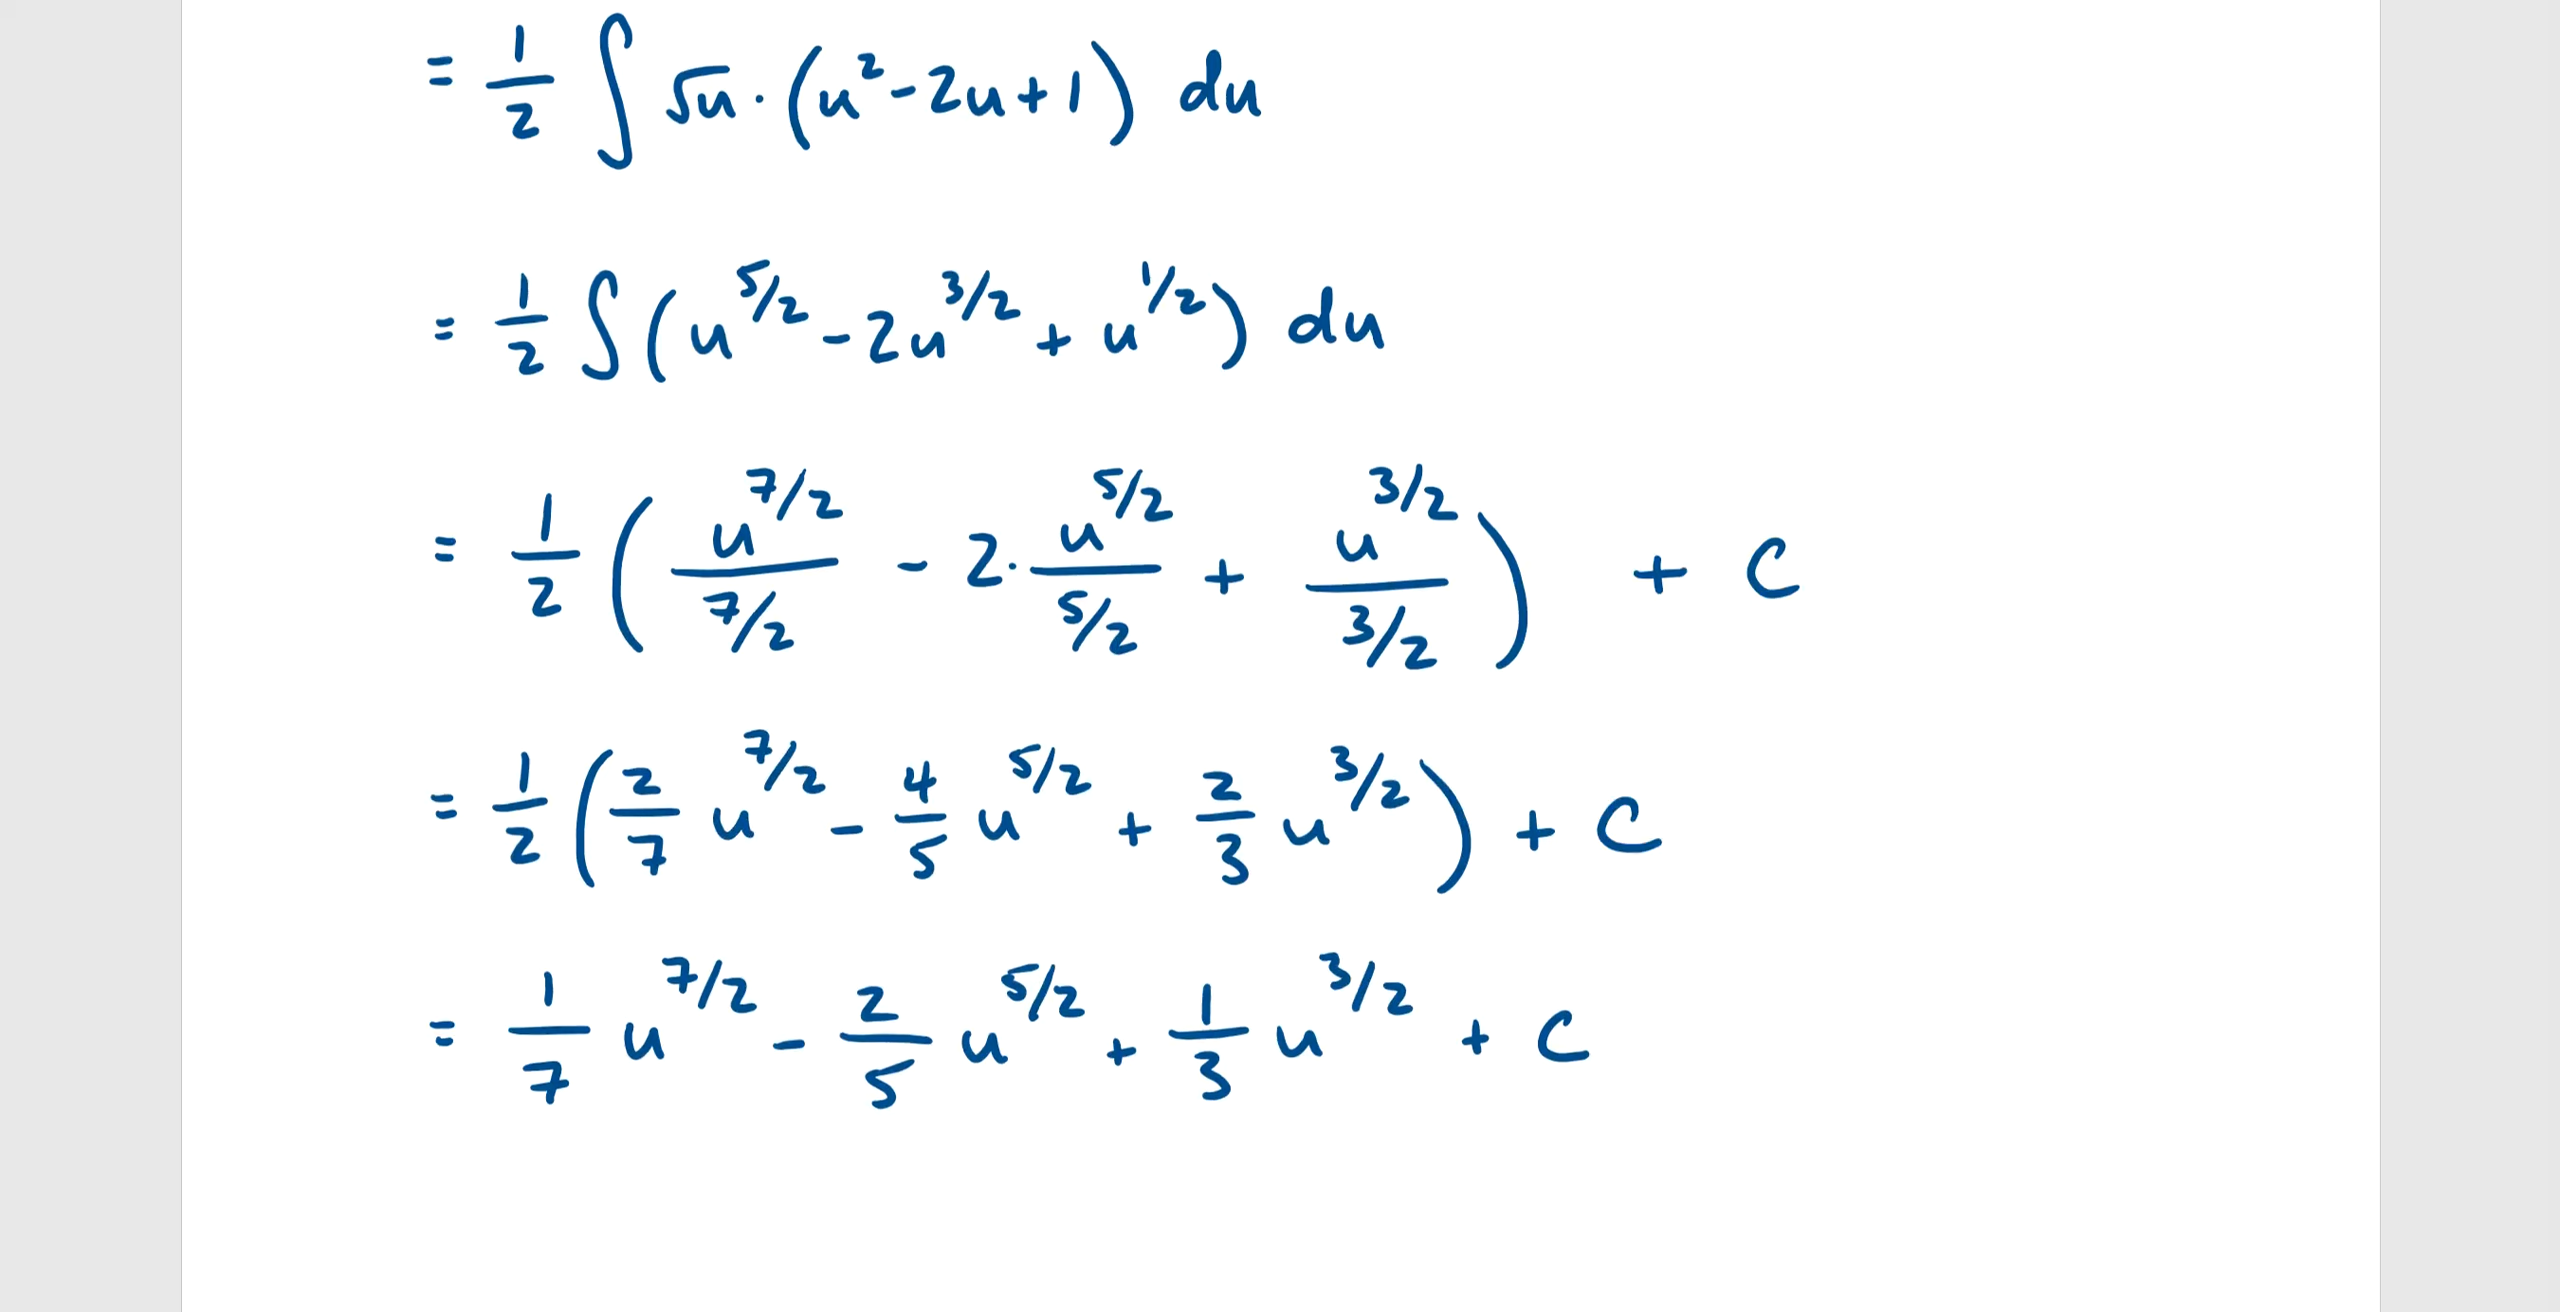 = 1/2 ∫ √u · (u² - 2u + 1) du
= 1/2 ∫ (u^{5/2} - 2u^{3/2} + u^{1/2}) du
= 1/2 ( u^{7/2} / (7/2) - 2 · u^{5/2} / (5/2) + u^{3/2} / (3/2) ) + C
= 1/2 ( 2/7 u^{7/2} - 4/5 u^{5/2} + 2/3 u^{3/2} ) + C
= 1/7 u^{7/2} - 2/5 u^{5/2} + 1/3 u^{3/2} + C